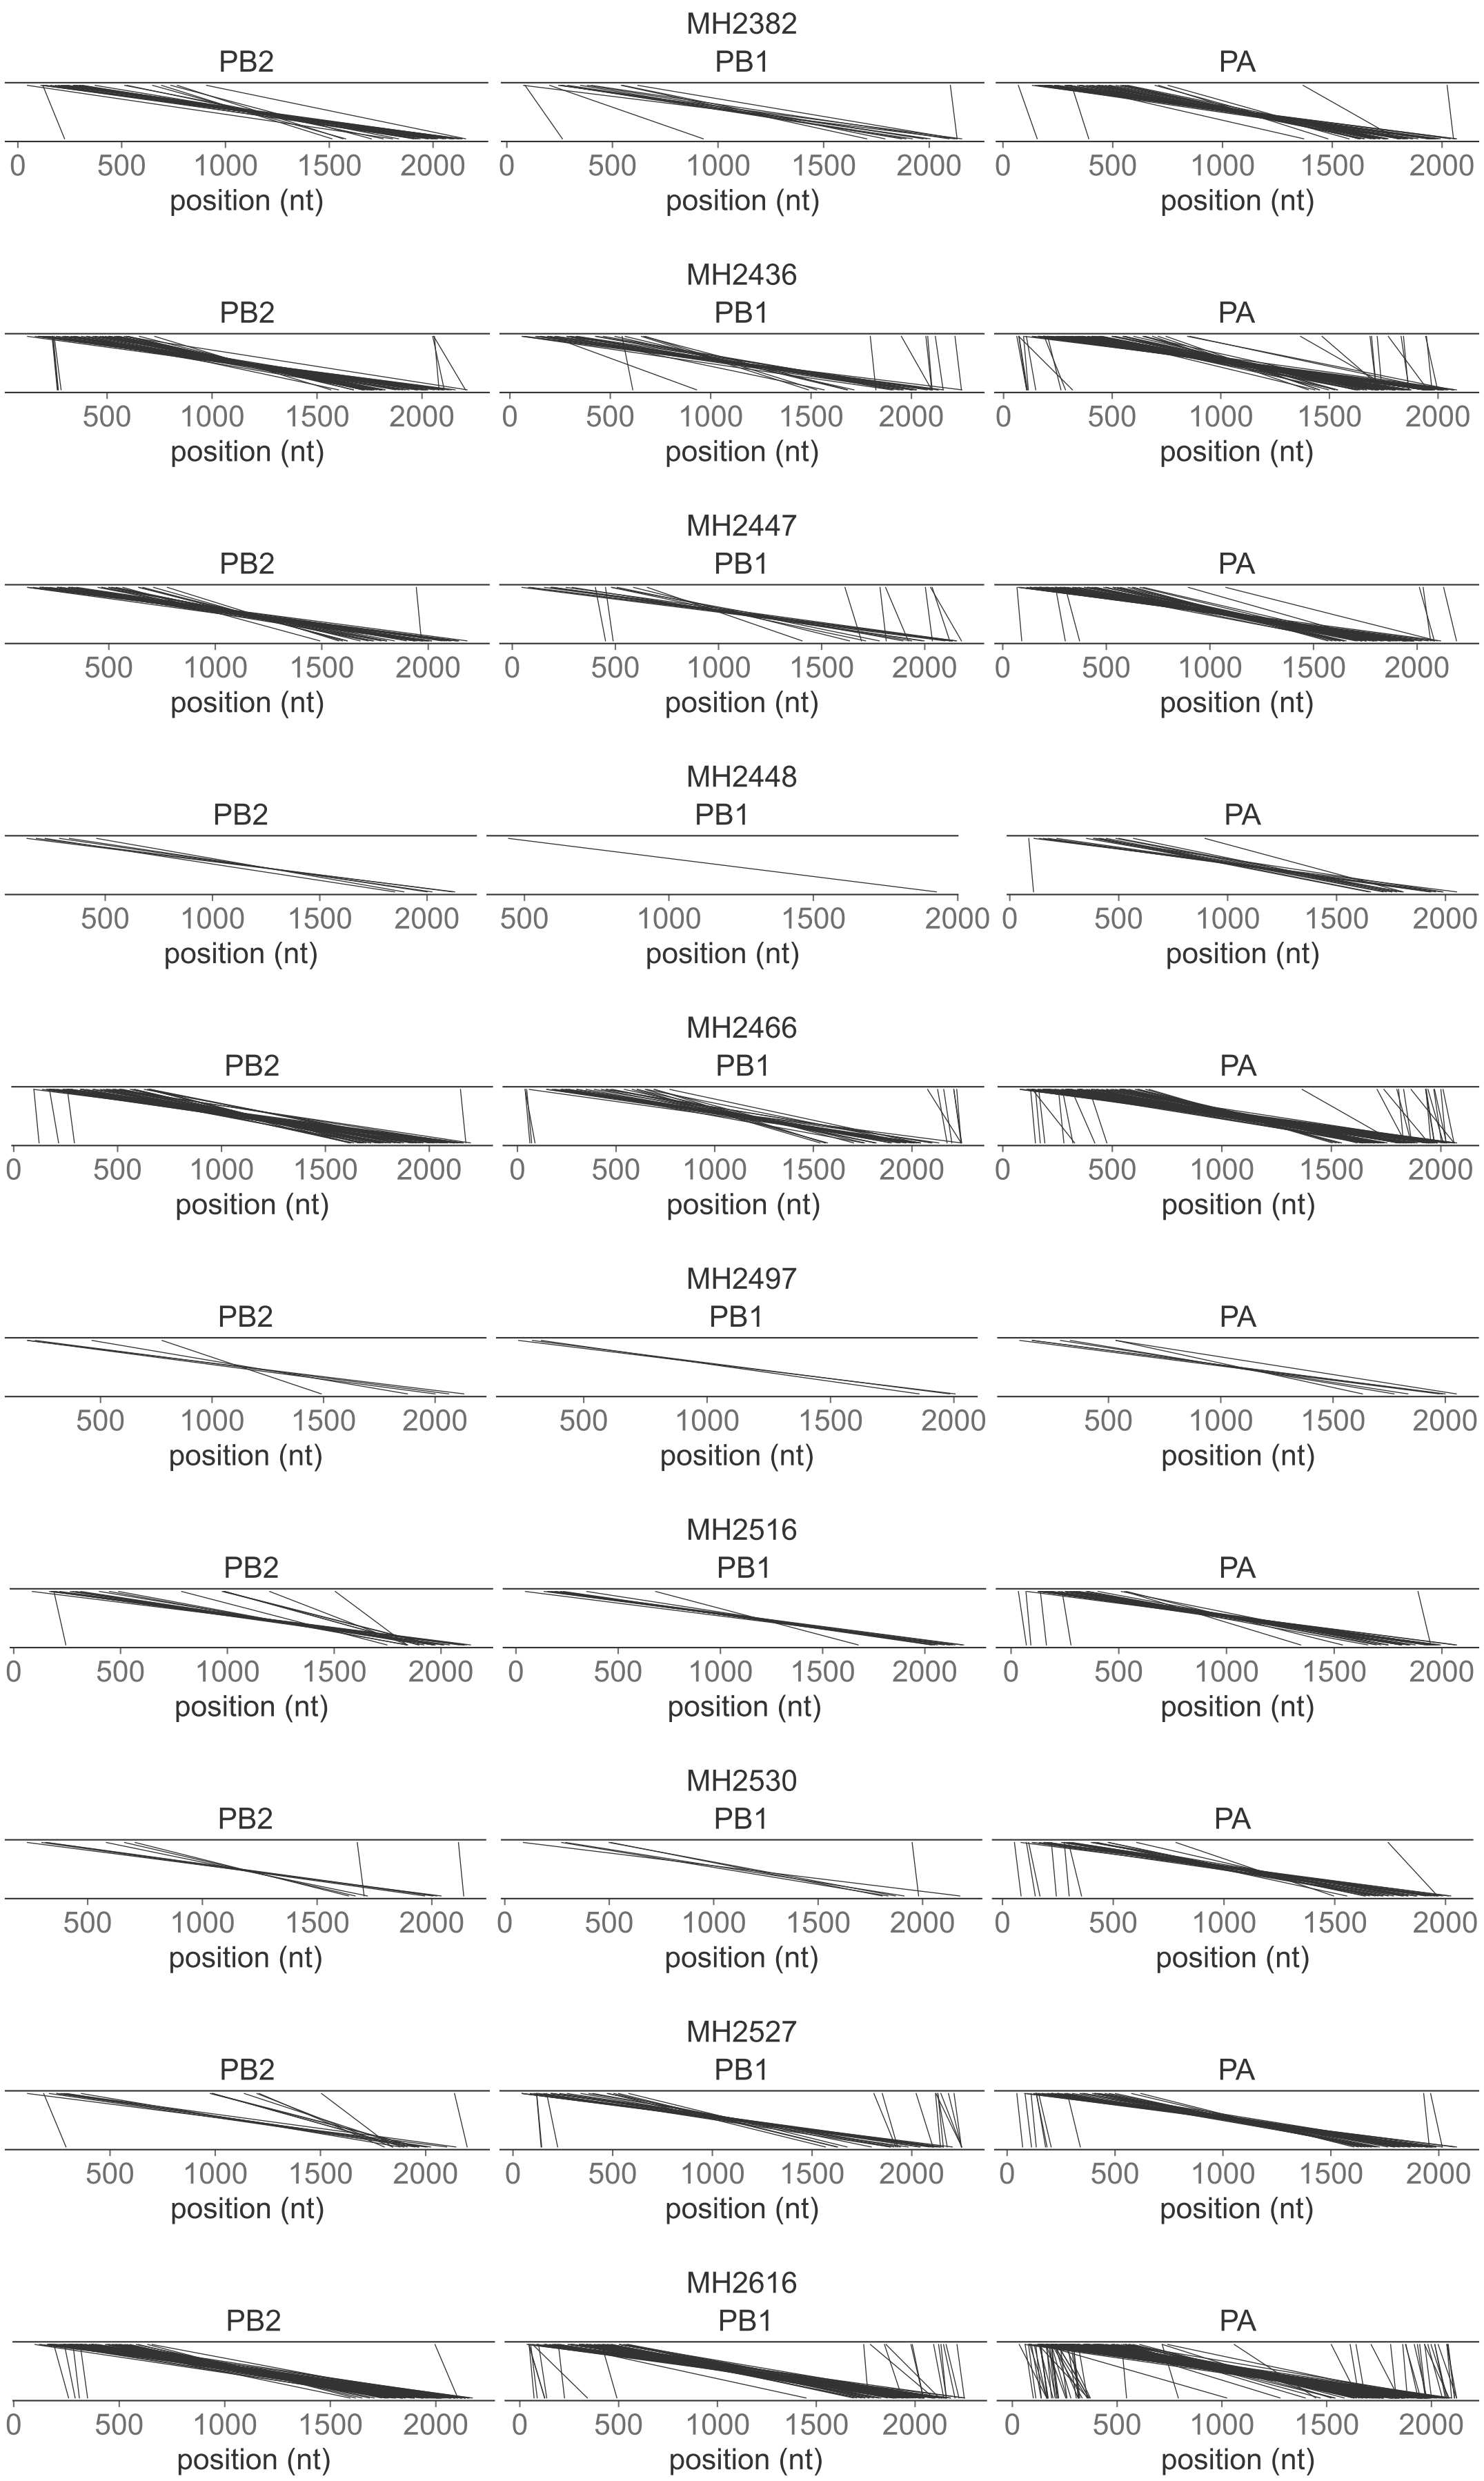 MH2382
PB2 PB1 PA
0 500 1000 1500 2000 0 500 1000 1500 2000 0 500 1000 1500 2000
position (nt) position (nt) position (nt)
MH2436
PB2 PB1 PA
500 1000 1500 2000 0 500 1000 1500 2000 0 500 1000 1500 2000
position (nt) position (nt) position (nt)
MH2447
PB2 PB1 PA
500 1000 1500 2000 0 500 1000 1500 2000 0 500 1000 1500 2000
position (nt) position (nt) position (nt)
MH2448
PB2 PB1 PA
500 1000 1500 2000 500 1000 1500 2000 0 500 1000 1500 2000
position (nt) position (nt) position (nt)
MH2466
PB2 PB1 PA
0 500 1000 1500 2000 0 500 1000 1500 2000 0 500 1000 1500 2000
position (nt) position (nt) position (nt)
MH2497
PB2 PB1 PA
500 1000 1500 2000 500 1000 1500 2000 500 1000 1500 2000
position (nt) position (nt) position (nt)
MH2516
PB2 PB1 PA
0 500 1000 1500 2000 0 500 1000 1500 2000 0 500 1000 1500 2000
position (nt) position (nt) position (nt)
MH2530
PB2 PB1 PA
500 1000 1500 2000 0 500 1000 1500 2000 0 500 1000 1500 2000
position (nt) position (nt) position (nt)
MH2527
PB2 PB1 PA
500 1000 1500 2000 0 500 1000 1500 2000 0 500 1000 1500 2000
position (nt) position (nt) position (nt)
MH2616
PB2 PB1 PA
0 500 1000 1500 2000 0 500 1000 1500 2000 0 500 1000 1500 2000
position (nt) position (nt) position (nt)